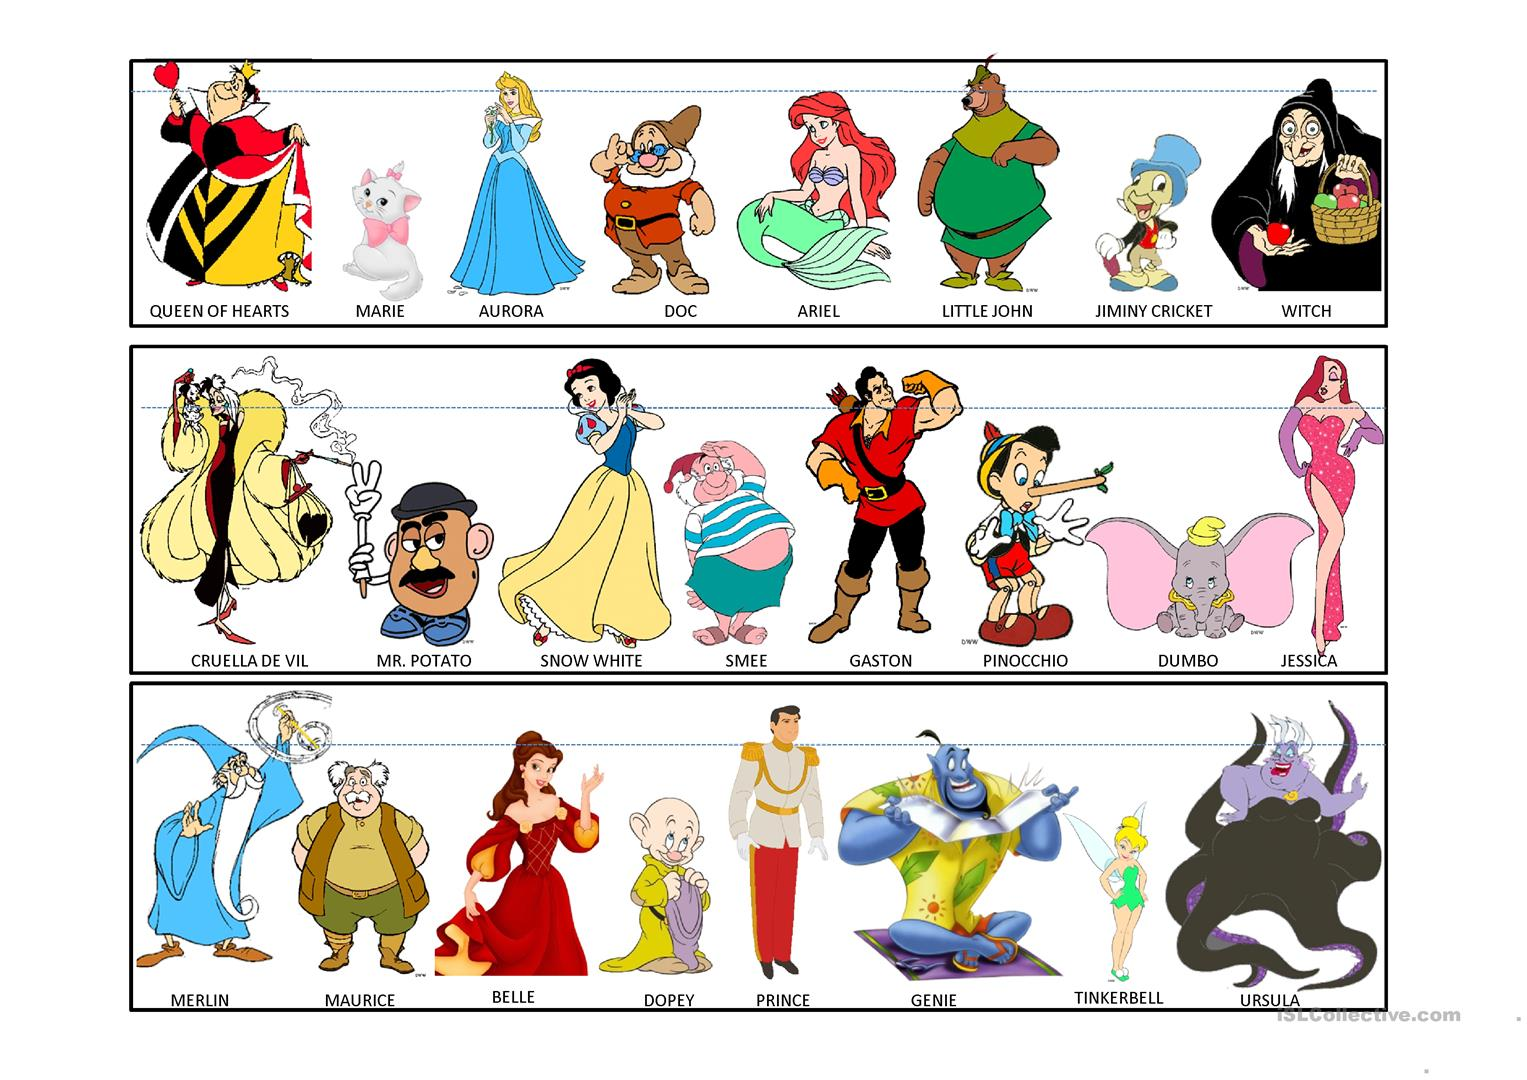 QUEEN OF HEARTS MARIE AURORA DOC ARIEL LITTLE JOHN JIMINY CRICKET WITCH
CRUELLA DE VIL MR. POTATO SNOW WHITE SMEE GASTON PINOCCHIO DUMBO JESSICA
MERLIN MAURICE BELLE DOPEY PRINCE GENIE TINKERBELL URSULA
iSLCollective.com